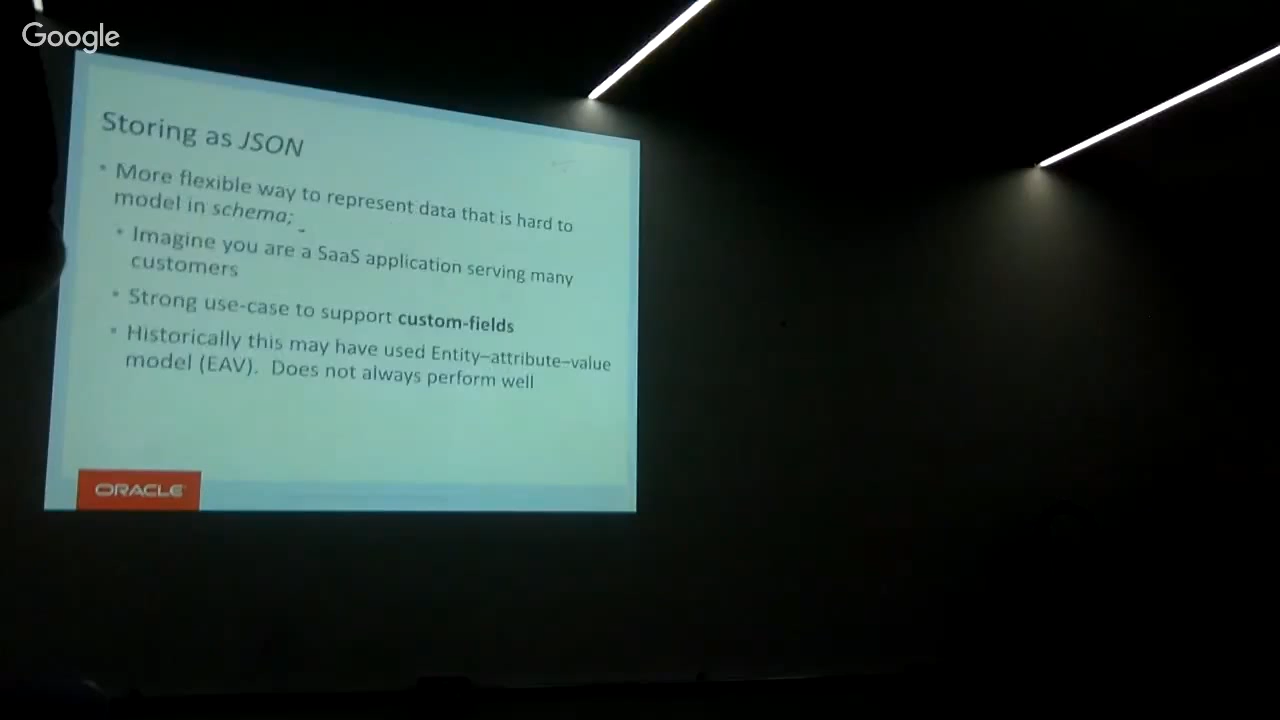 Google
Storing as JSON
• More flexible way to represent data that is hard to
model in schema;
• Imagine you are a SaaS application serving many
customers
• Strong use-case to support custom-fields
• Historically this may have used Entity–attribute–value
model (EAV).  Does not always perform well
ORACLE